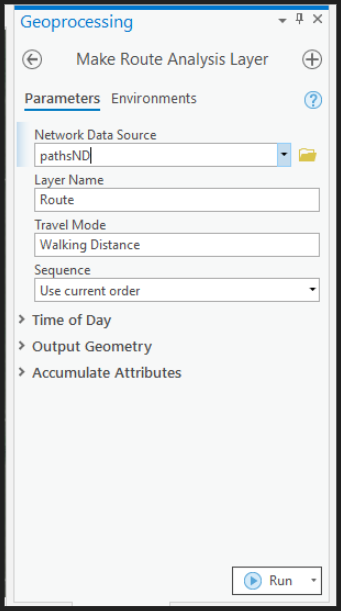 Geoprocessing
Make Route Analysis Layer
Parameters Environments
Network Data Source
pathsND
Layer Name
Route
Travel Mode
Walking Distance
Sequence
Use current order
Time of Day
Output Geometry
Accumulate Attributes
Run